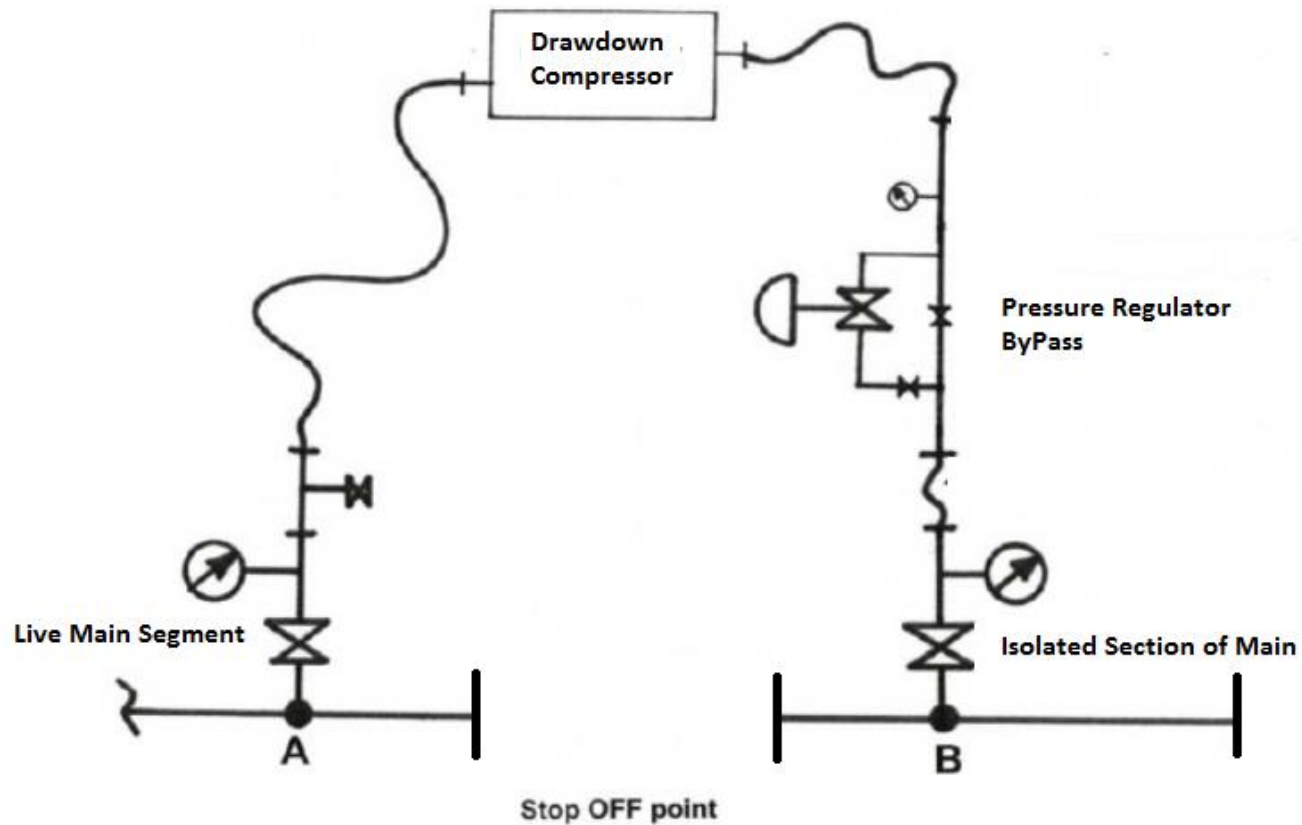 Drawdown
Compressor
Pressure Regulator
ByPass
Live Main Segment
Isolated Section of Main
A
B
Stop OFF point